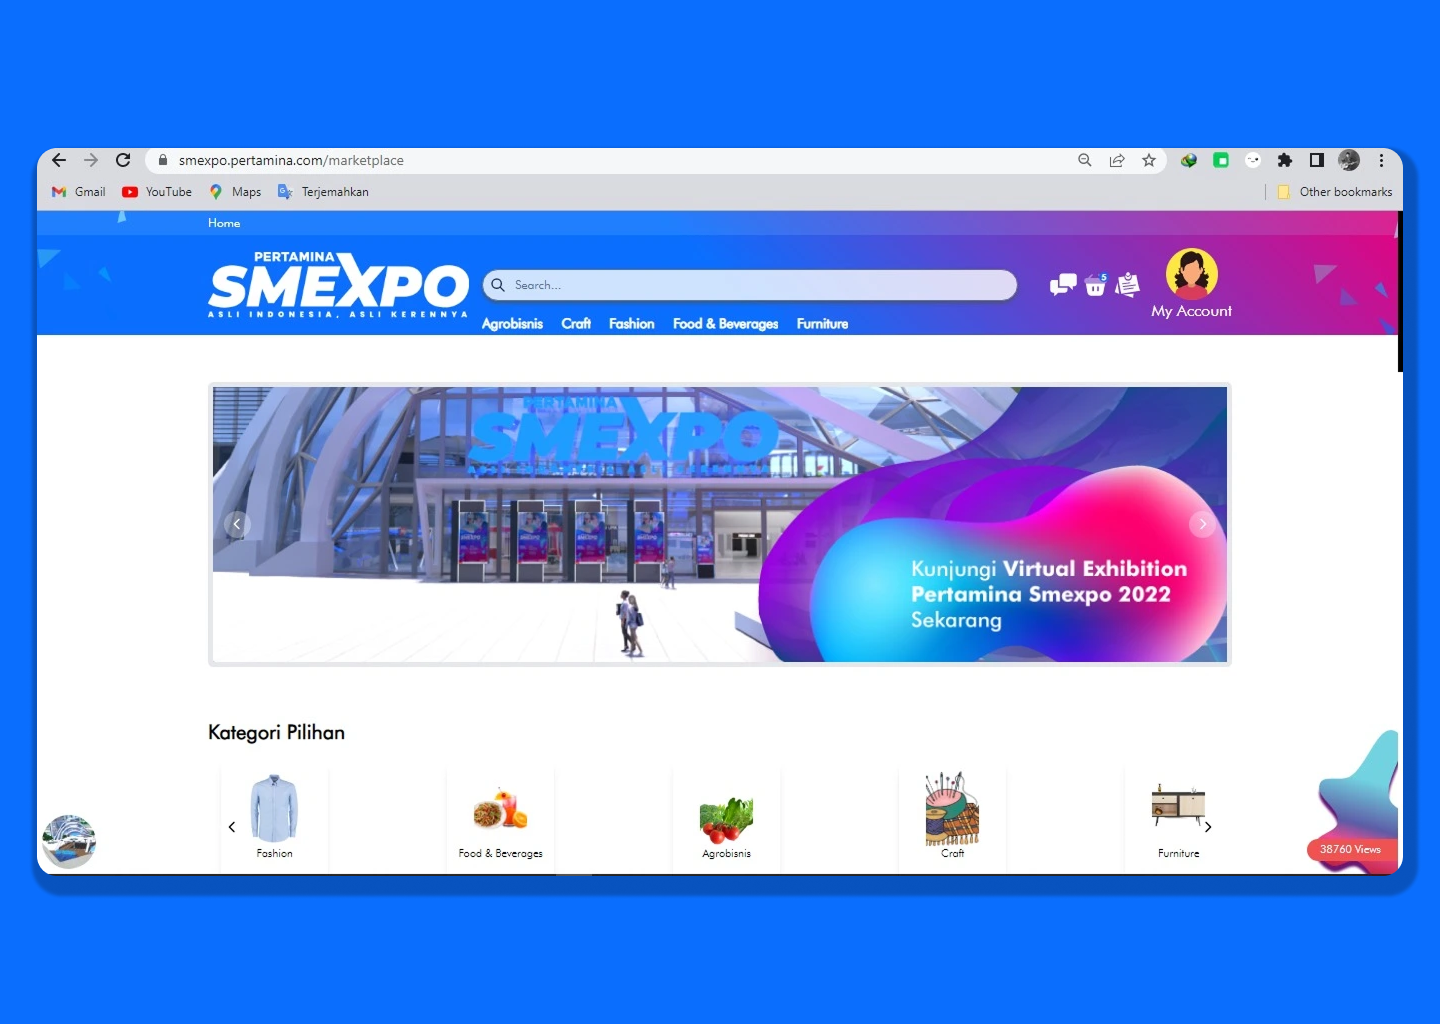 smexpo.pertamina.com/marketplace
Gmail YouTube Maps Terjemahkan Other bookmarks
Home
PERTAMINA
SMEXPO
ASLI INDONESIA, ASLI KERENNYA
Search...
5
My Account
Agrobisnis Craft Fashion Food & Beverages Furniture
PERTAMINA
SMEXPO
Kunjungi Virtual Exhibition
Pertamina Smexpo 2022
Sekarang
Kategori Pilihan
Fashion Food & Beverages Agrobisnis Craft Furniture
38760 Views